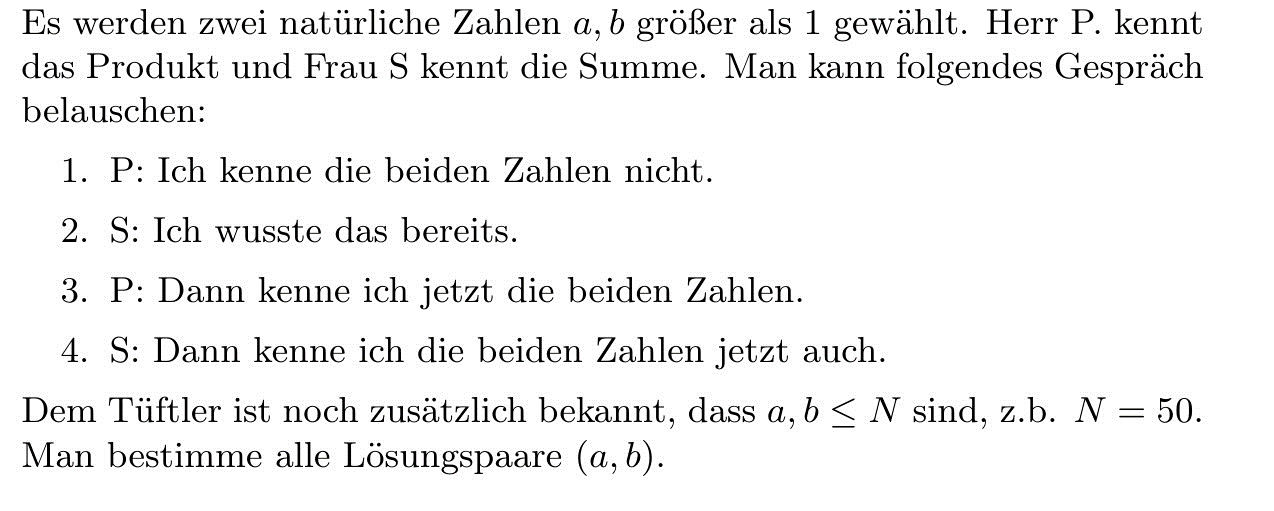 Es werden zwei natürliche Zahlen a, b größer als 1 gewählt. Herr P. kennt
das Produkt und Frau S kennt die Summe. Man kann folgendes Gespräch
belauschen:
1. P: Ich kenne die beiden Zahlen nicht.
2. S: Ich wusste das bereits.
3. P: Dann kenne ich jetzt die beiden Zahlen.
4. S: Dann kenne ich die beiden Zahlen jetzt auch.
Dem Tüftler ist noch zusätzlich bekannt, dass a, b ≤ N sind, z.b. N = 50.
Man bestimme alle Lösungspaare (a, b).